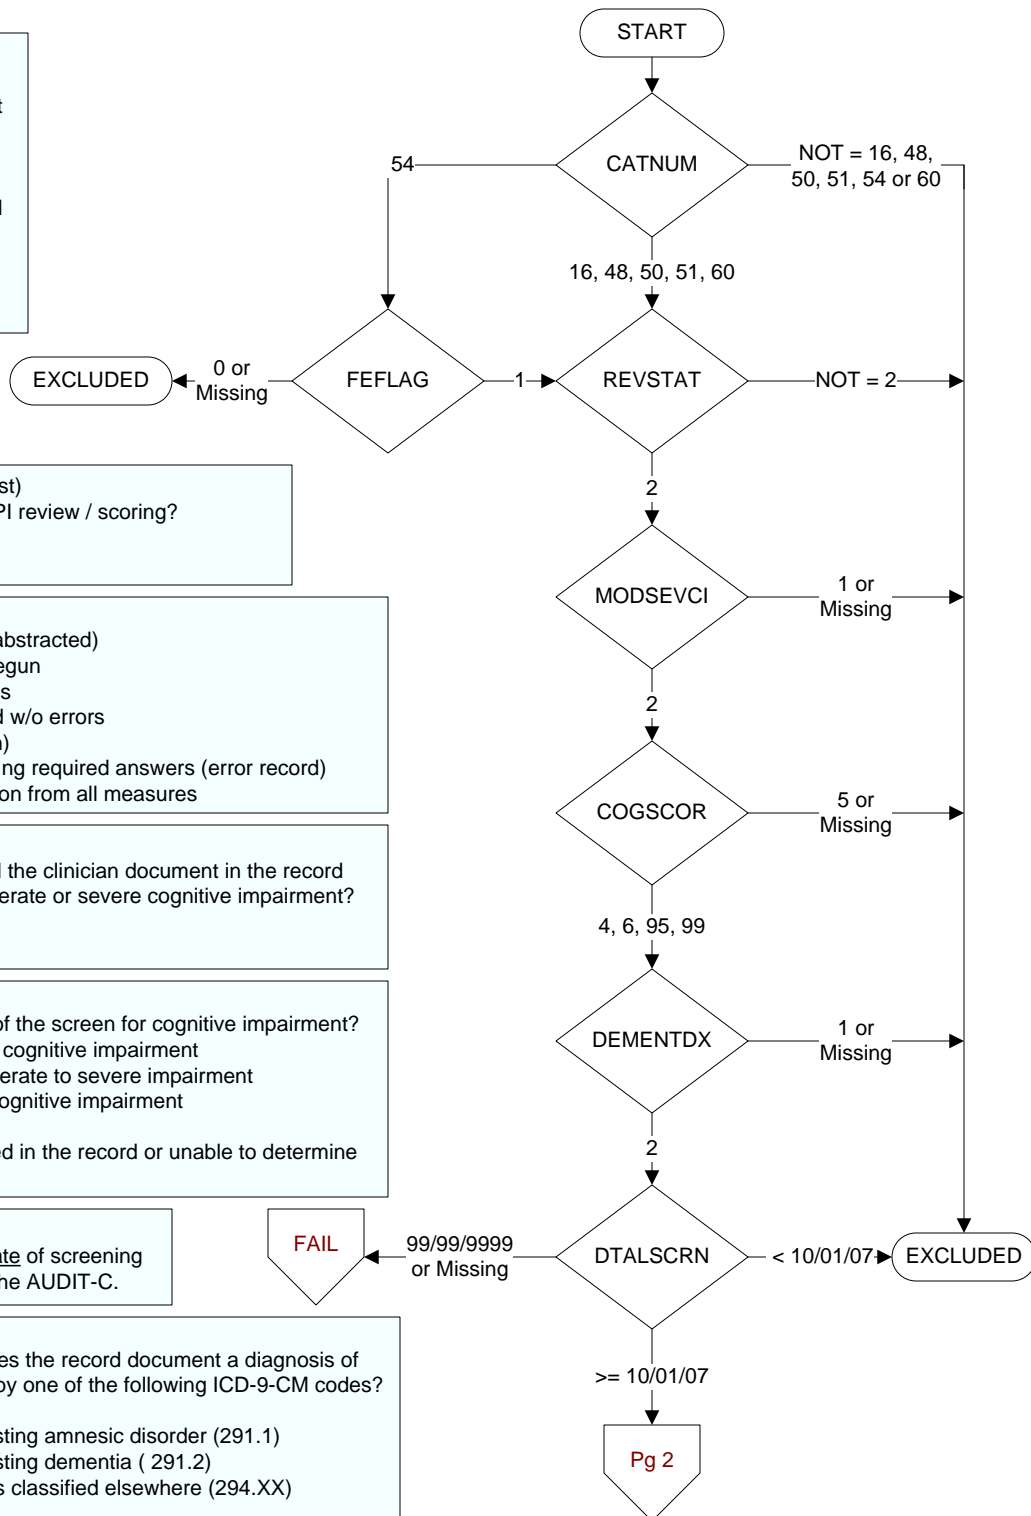 START
t
CATNUM
54
NOT = 16, 48,
50, 51, 54 or 60
16, 48, 50, 51, 60
EXCLUDED
0 or
Missing
FEFLAG
1
REVSTAT
NOT = 2
2
st)
PI review / scoring?
MODSEVCI
1 or
Missing
2
abstracted)
egun
s
d w/o errors
n)
ing required answers (error record)
ion from all measures
COGSCOR
5 or
Missing
4, 6, 95, 99
d the clinician document in the record
erate or severe cognitive impairment?
DEMENTDX
1 or
Missing
2
of the screen for cognitive impairment?
cognitive impairment
erate to severe impairment
cognitive impairment
ed in the record or unable to determine
ate of screening
he AUDIT-C.
FAIL
99/99/9999
or Missing
DTALSCRN
< 10/01/07
EXCLUDED
>= 10/01/07
Pg 2
es the record document a diagnosis of
by one of the following ICD-9-CM codes?
sting amnesic disorder (291.1)
sting dementia ( 291.2)
s classified elsewhere (294.XX)